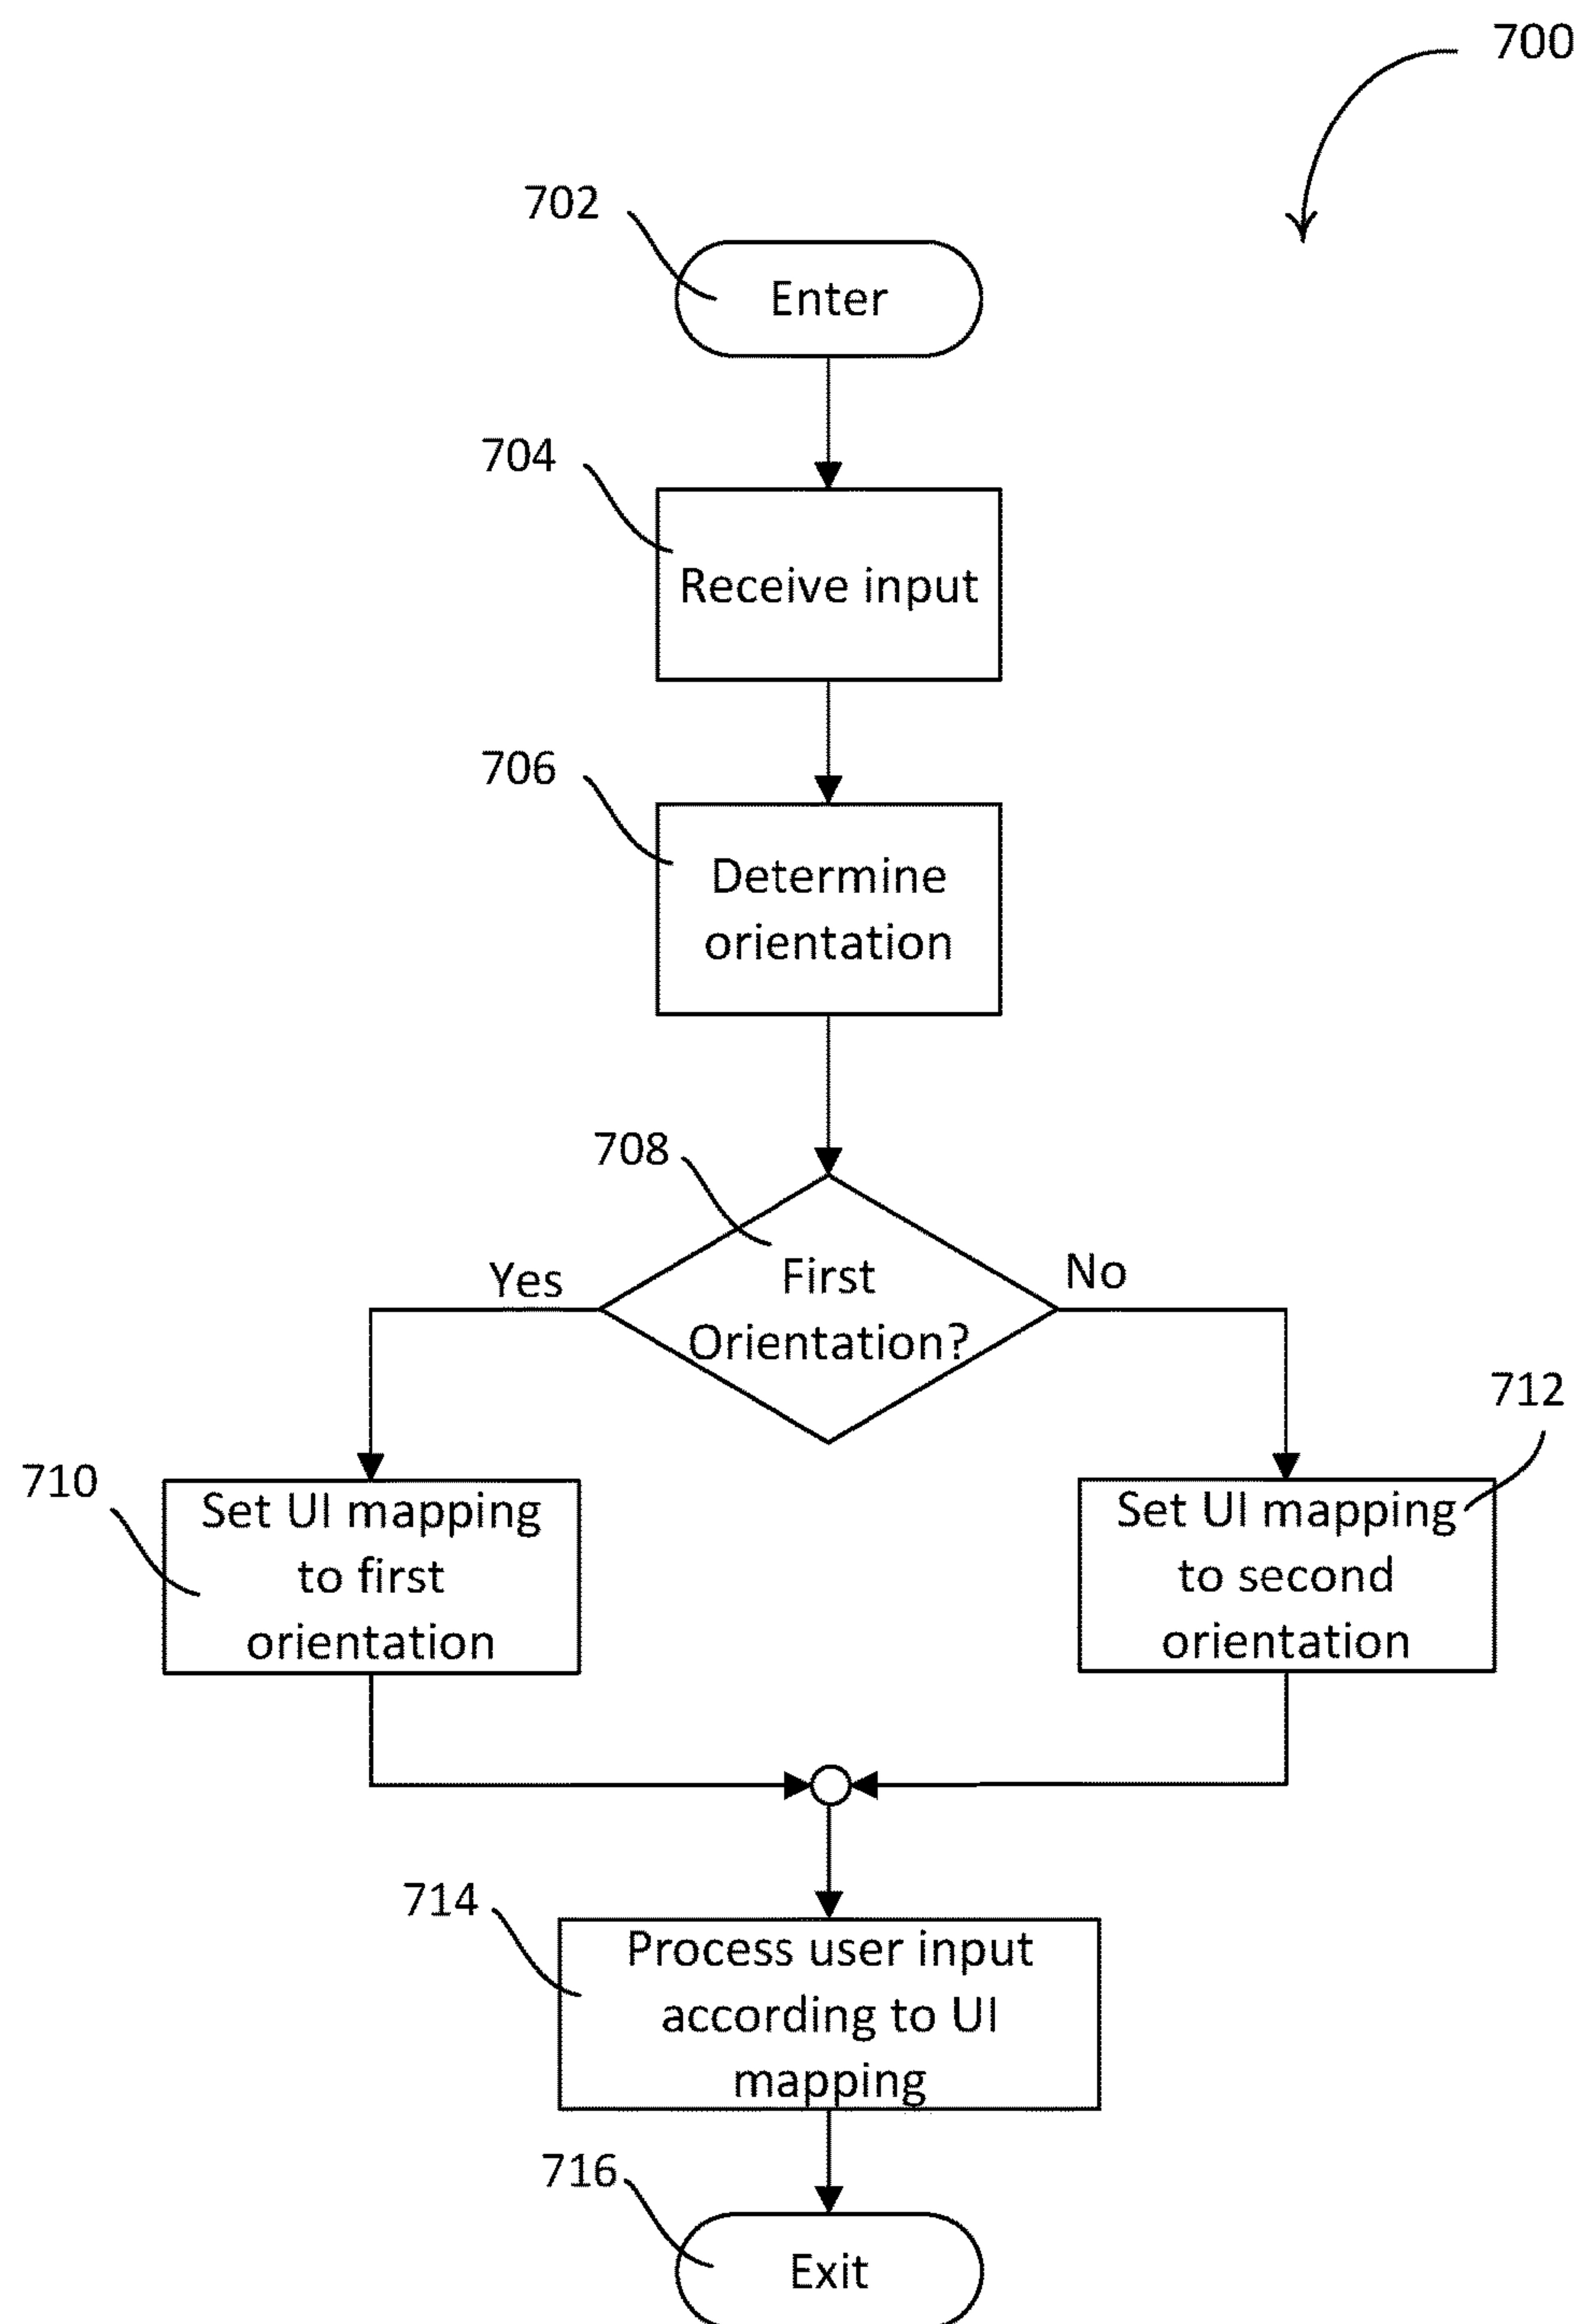 700
702
Enter
704
Receive input
706
Determine
orientation
708
Yes
No
First
Orientation?
712
710
Set UI mapping
to first
orientation
Set UI mapping
to second
orientation
714
Process user input
according to UI
mapping
716
Exit